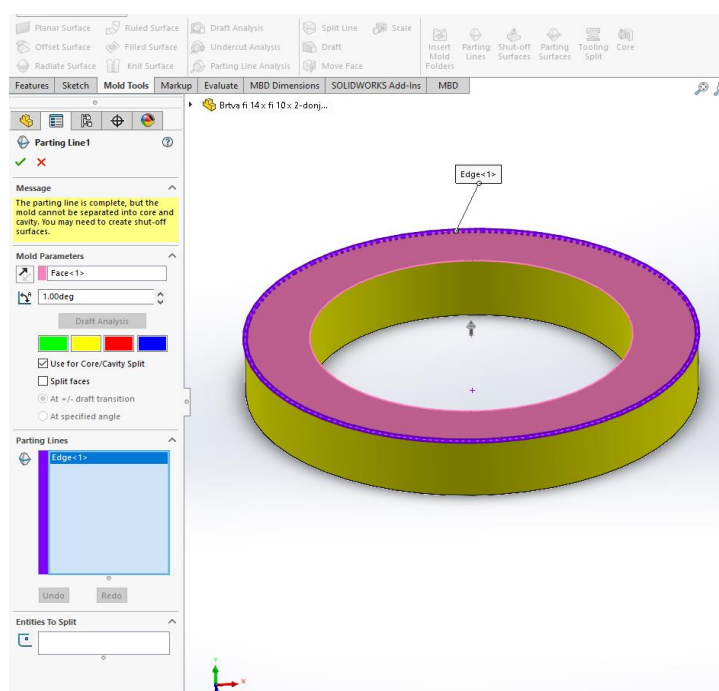 Planar Surface Ruled Surface Draft Analysis Split Line Scale
Offset Surface Filled Surface Undercut Analysis Draft Insert Mold Folders Parting Lines Shut-off Surfaces Parting Surfaces Tooling Split Core
Radiate Surface Knit Surface Parting Line Analysis Move Face
Features Sketch Mold Tools Markup Evaluate MBD Dimensions SOLIDWORKS Add-Ins MBD
Brtva fi 14 x fi 10 x 2-donj...
Parting Line1
Message
The parting line is complete, but the
mold cannot be separated into core and
cavity. You may need to create shut-off
surfaces.
Mold Parameters
Face<1>
1.00deg
Draft Analysis
Use for Core/Cavity Split
Split faces
At +/- draft transition
At specified angle
Parting Lines
Edge<1>
Undo Redo
Entities To Split
Edge<1>
Y
X